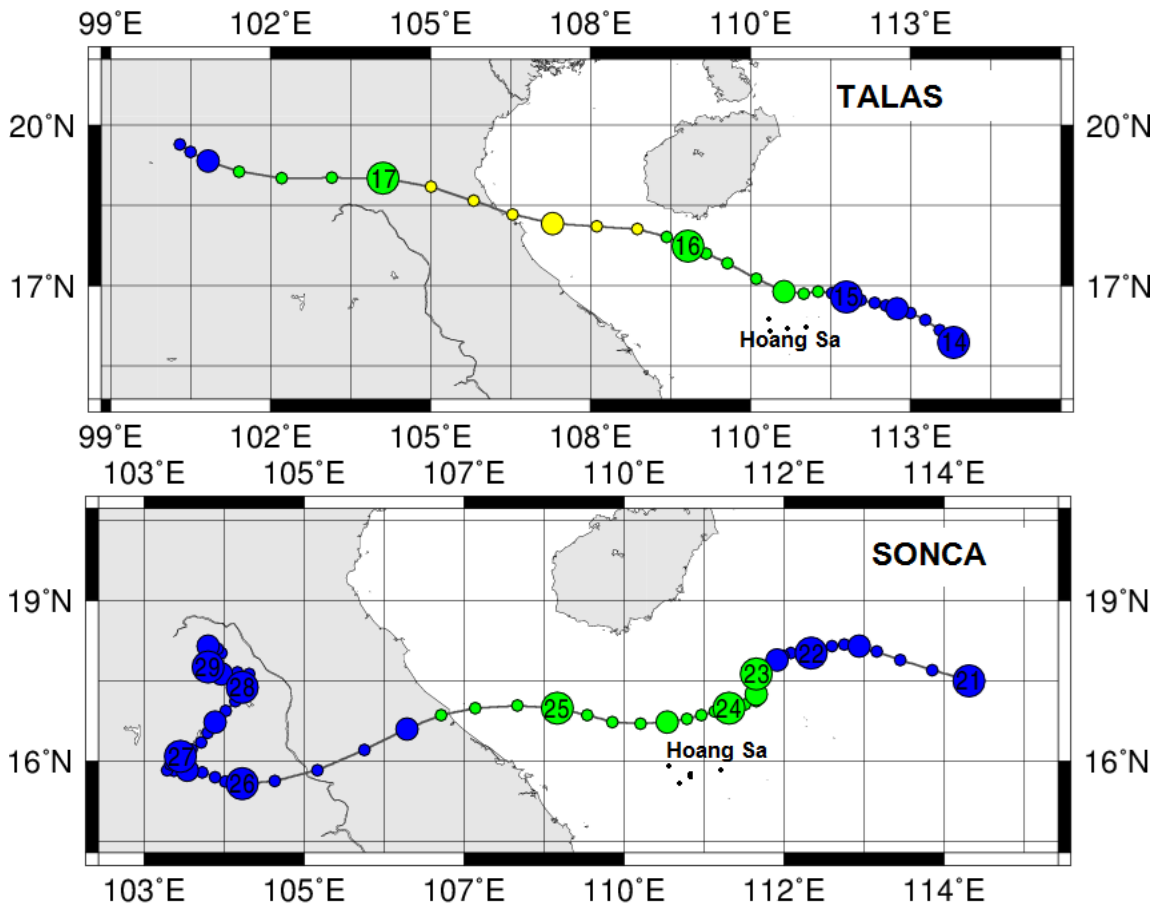 99˚E 102˚E 105˚E 108˚E 110˚E 113˚E
TALAS
20˚N 20˚N
17
16
17˚N 17˚N
15
Hoang Sa
14
99˚E 102˚E 105˚E 108˚E 110˚E 113˚E
103˚E 105˚E 107˚E 110˚E 112˚E 114˚E
SONCA
19˚N 19˚N
22
29 23 21
28
25 24
Hoang Sa
27
16˚N 16˚N
26
103˚E 105˚E 107˚E 110˚E 112˚E 114˚E